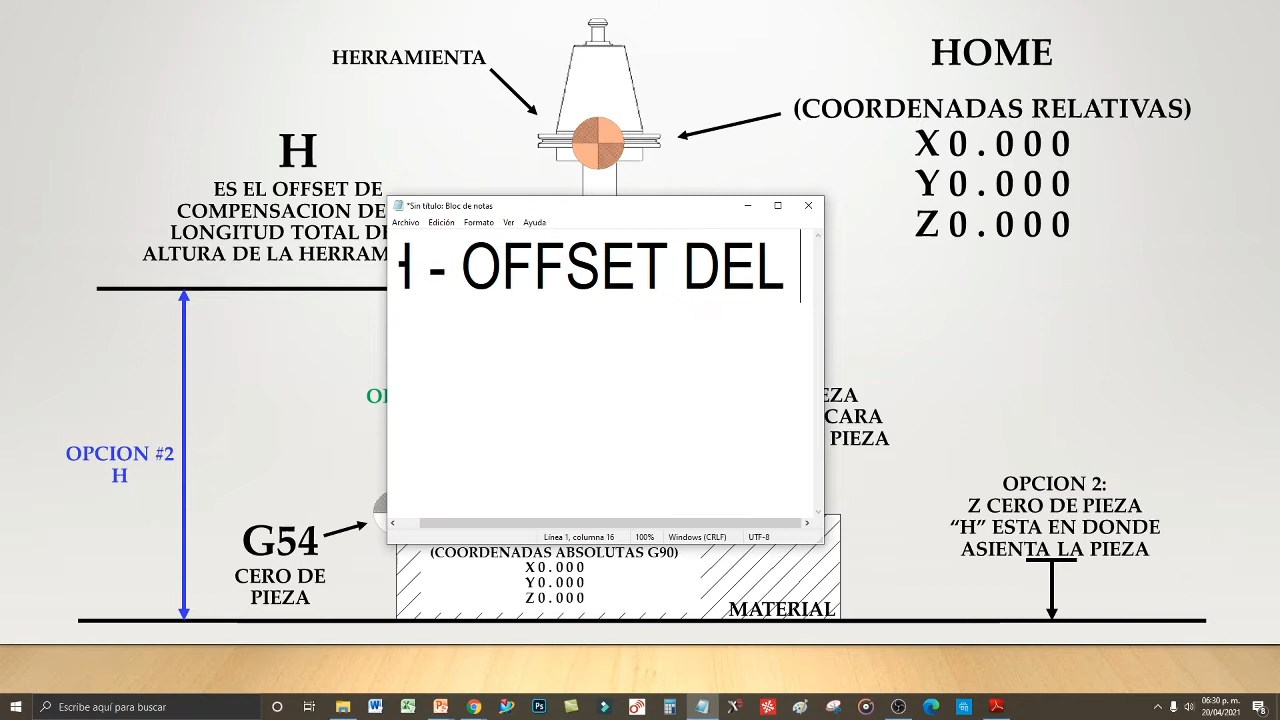 HERRAMIENTA
HOME
(COORDENADAS RELATIVAS)
X0.000
Y0.000
Z0.000
H
ES EL OFFSET DE
COMPENSACION DE
LONGITUD TOTAL DE
ALTURA DE LA HERRAM
*Sin título: Bloc de notas
Archivo Edición Formato Ver Ayuda
H - OFFSET DEL
Línea 1, columna 16 100% Windows (CRLF) UTF-8
CARA
PIEZA
OPCION #2
H
OPCION 2:
Z CERO DE PIEZA
“H” ESTA EN DONDE
ASIENTA LA PIEZA
G54
CERO DE
PIEZA
(COORDENADAS ABSOLUTAS G90)
X0.000
Y0.000
Z0.000
MATERIAL
Escribe aquí para buscar
06:30 p. m.
20/04/2021